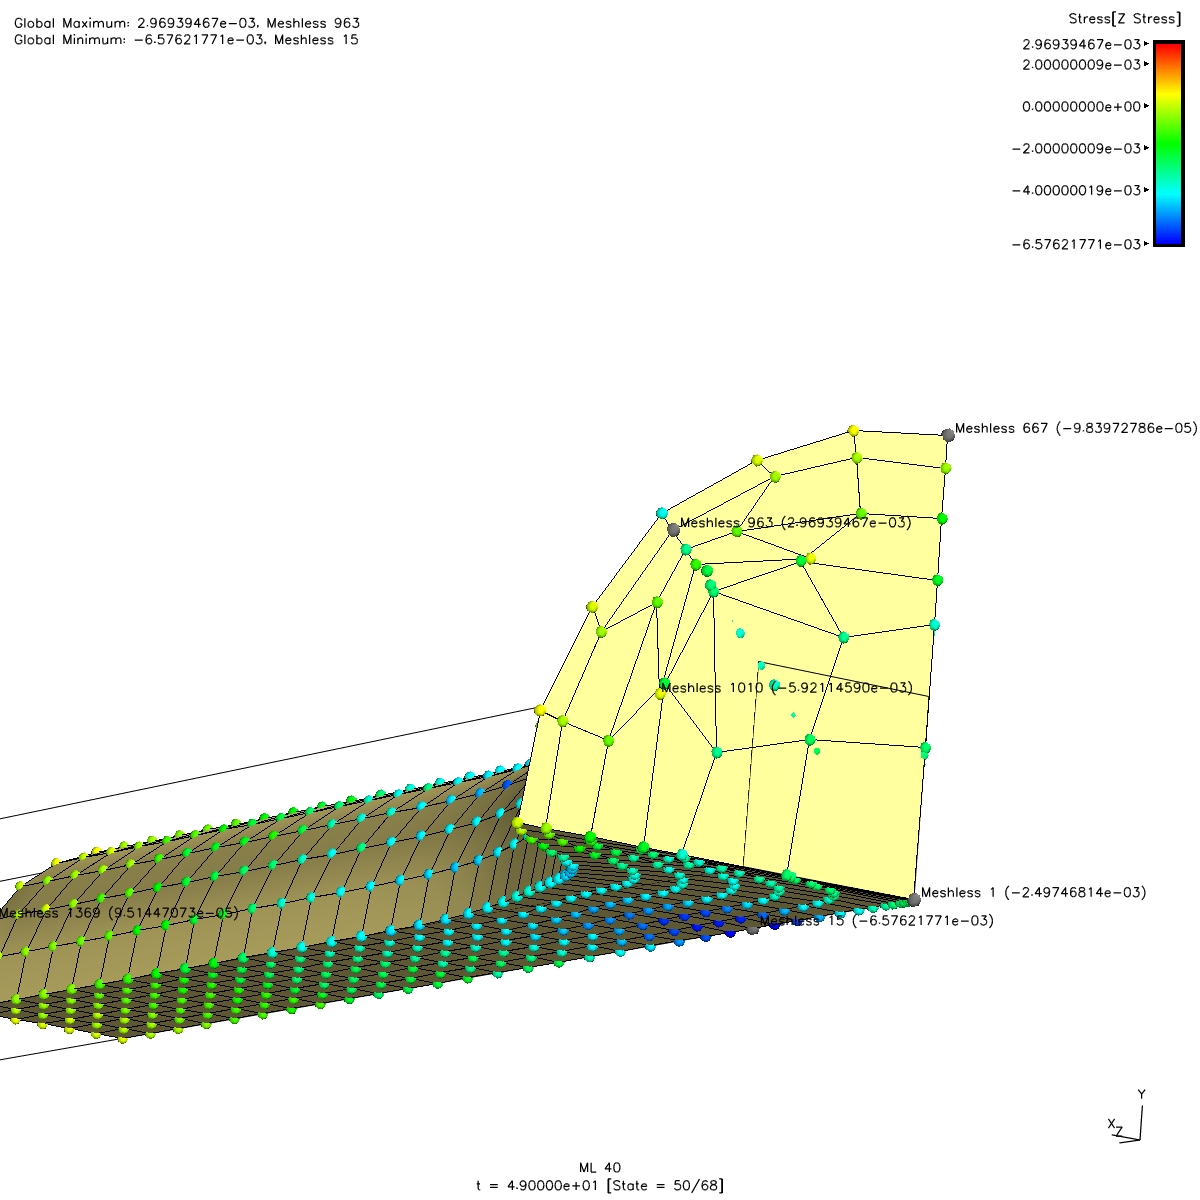 Global Maximum: 2.96939467e-03, Meshless 963
Global Minimum: -6.57621771e-03, Meshless 15
Stress[Z Stress]
2.96939467e-03
2.00000009e-03
0.00000000e+00
-2.00000009e-03
-4.00000019e-03
-6.57621771e-03
Meshless 667 (-9.83972786e-05)
Meshless 963 (2.96939467e-03)
Meshless 1010 (-5.92114590e-03)
Meshless 1 (-2.49746814e-03)
Meshless 1369 (9.51447073e-05)
Meshless 15 (-6.57621771e-03)
Y
X
Z
ML 40
t = 4.90000e+01 [State = 50/68]